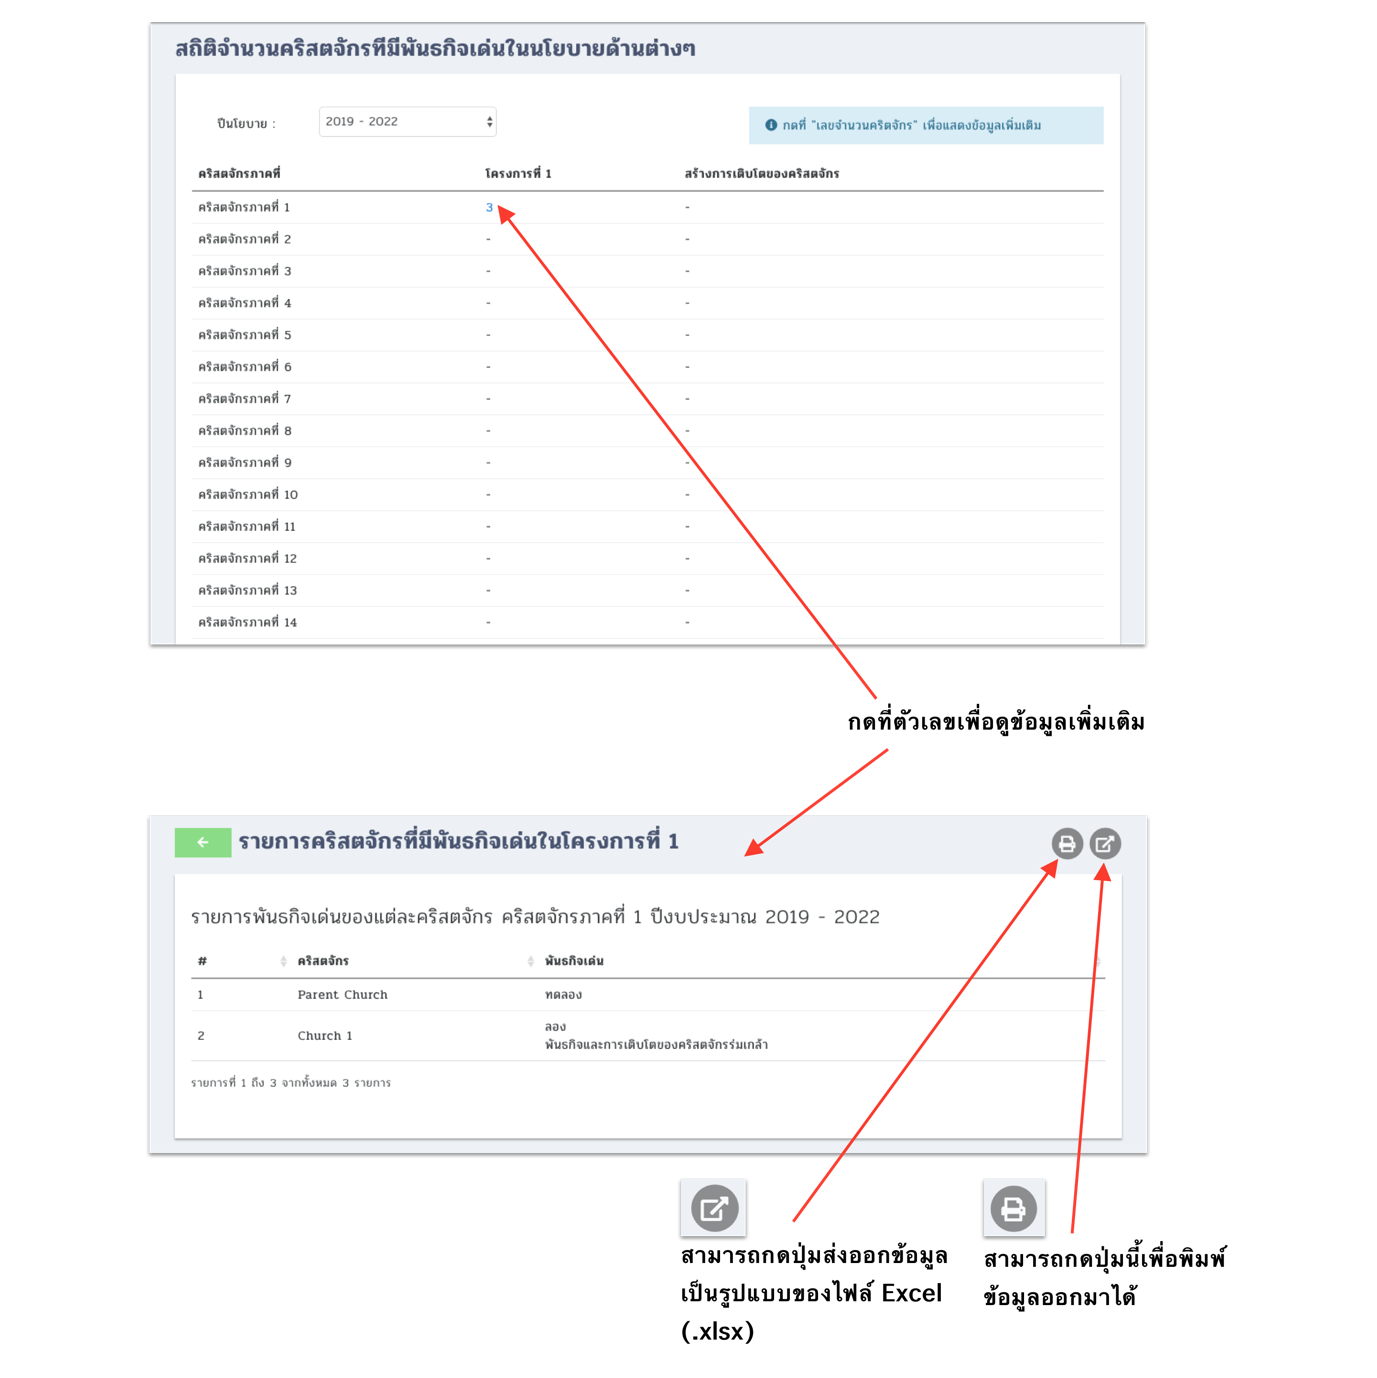 สถิติจำนวนคริสตจักรที่มีพันธกิจเด่นในนโยบายด้านต่างๆ
ปีนโยบาย : 2019 - 2022
กดที่ "เลขจำนวนคริตจักร" เพื่อแสดงข้อมูลเพิ่มเติม
คริสตจักรภาคที่ โครงการที่ 1 สร้างการเติบโตของคริสตจักร
คริสตจักรภาคที่ 1 3 -
คริสตจักรภาคที่ 2 - -
คริสตจักรภาคที่ 3 - -
คริสตจักรภาคที่ 4 - -
คริสตจักรภาคที่ 5 - -
คริสตจักรภาคที่ 6 - -
คริสตจักรภาคที่ 7 - -
คริสตจักรภาคที่ 8 - -
คริสตจักรภาคที่ 9 - -
คริสตจักรภาคที่ 10 - -
คริสตจักรภาคที่ 11 - -
คริสตจักรภาคที่ 12 - -
คริสตจักรภาคที่ 13 - -
คริสตจักรภาคที่ 14 - -
กดที่ตัวเลขเพื่อดูข้อมูลเพิ่มเติม
รายการคริสตจักรที่มีพันธกิจเด่นในโครงการที่ 1
รายการพันธกิจเด่นของแต่ละคริสตจักร คริสตจักรภาคที่ 1 ปีงบประมาณ 2019 - 2022
# คริสตจักร พันธกิจเด่น
1 Parent Church ทดลอง
2 Church 1 ลอง
พันธกิจและการเติบโตของคริสตจักรร่มเกล้า
รายการที่ 1 ถึง 3 จากทั้งหมด 3 รายการ
สามารถกดปุ่มส่งออกข้อมูล
เป็นรูปแบบของไฟล์ Excel
(.xlsx)
สามารถกดปุ่มนี้เพื่อพิมพ์
ข้อมูลออกมาได้